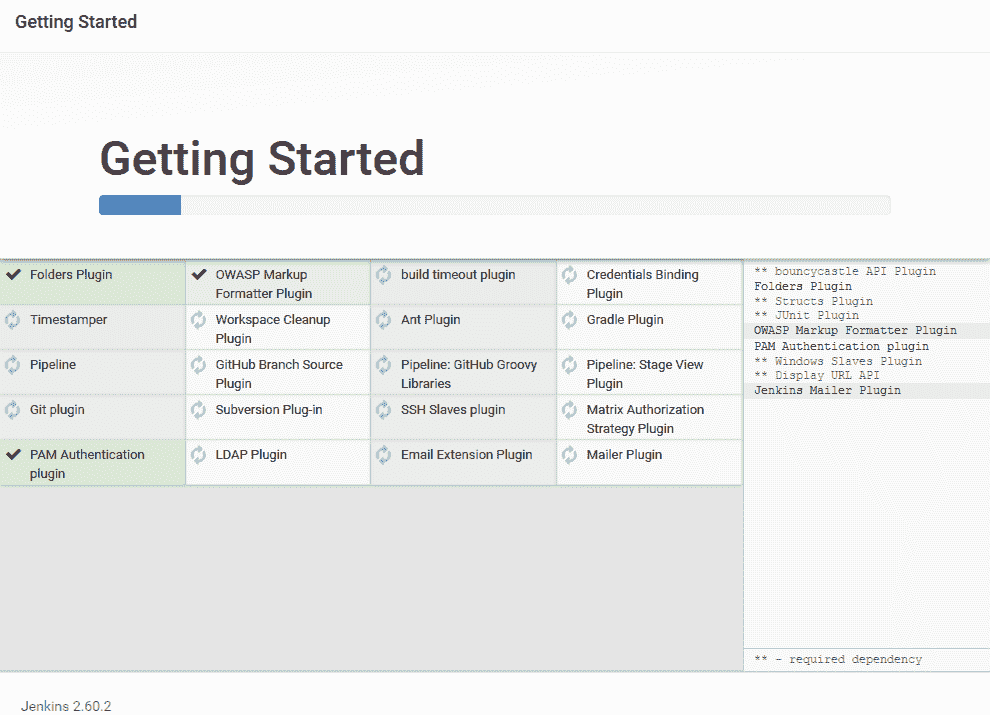 Getting Started
Getting Started
Folders Plugin
OWASP Markup
Formatter Plugin
build timeout plugin
Credentials Binding
Plugin
Timestamper
Workspace Cleanup
Plugin
Ant Plugin
Gradle Plugin
Pipeline
GitHub Branch Source
Plugin
Pipeline: GitHub Groovy
Libraries
Pipeline: Stage View
Plugin
Git plugin
Subversion Plug-in
SSH Slaves plugin
Matrix Authorization
Strategy Plugin
PAM Authentication
plugin
LDAP Plugin
Email Extension Plugin
Mailer Plugin
** bouncycastle API Plugin
Folders Plugin
** Structs Plugin
** JUnit Plugin
OWASP Markup Formatter Plugin
PAM Authentication plugin
** Windows Slaves Plugin
** Display URL API
Jenkins Mailer Plugin
** - required dependency
Jenkins 2.60.2